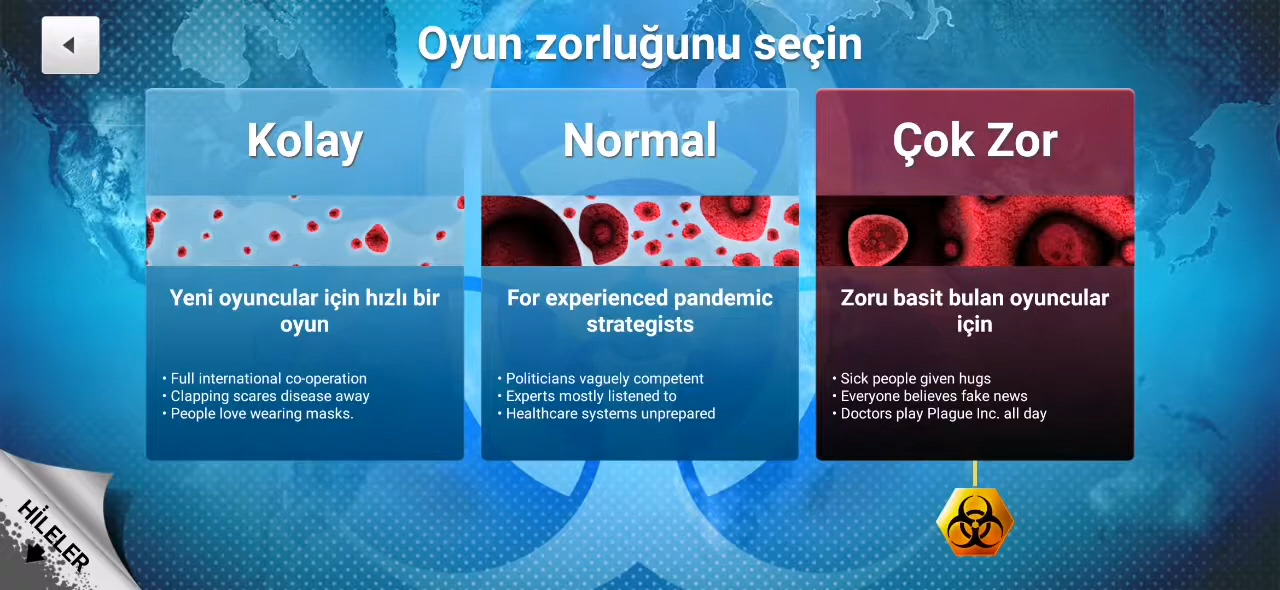 Oyun zorluğunu seçin
Kolay
Yeni oyuncular için hızlı bir
oyun
• Full international co-operation
• Clapping scares disease away
• People love wearing masks.
Normal
For experienced pandemic
strategists
• Politicians vaguely competent
• Experts mostly listened to
• Healthcare systems unprepared
Çok Zor
Zoru basit bulan oyuncular
için
• Sick people given hugs
• Everyone believes fake news
• Doctors play Plague Inc. all day
HİLELER